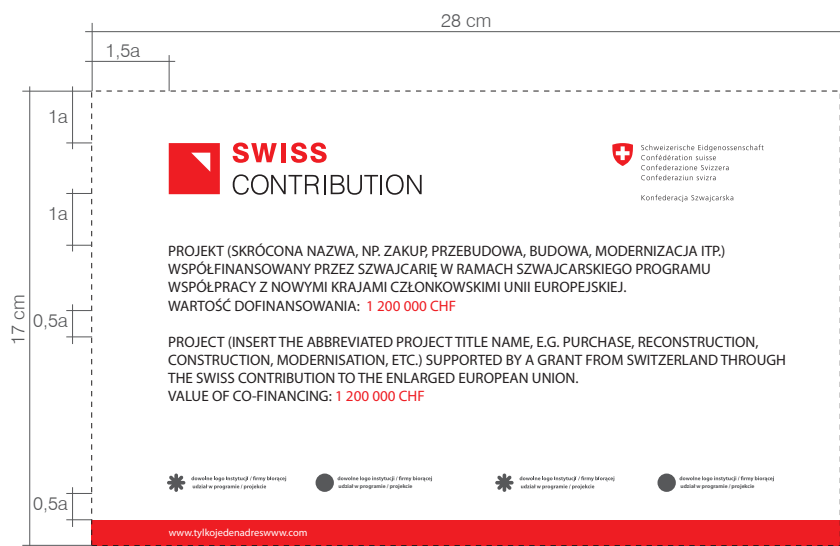 28 cm
1,5a
1a
SWISS
CONTRIBUTION
Schweizerische Eidgenossenschaft
Confédération suisse
Confederazione Svizzera
Confederaziun svizra
Konfederacja Szwajcarska
1a
PROJEKT (SKRÓCONA NAZWA, NP. ZAKUP, PRZEBUDOWA, BUDOWA, MODERNIZACJA ITP.)
WSPÓŁFINANSOWANY PRZEZ SZWAJCARIĘ W RAMACH SZWAJCARSKIEGO PROGRAMU
WSPÓŁPRACY Z NOWYMI KRAJAMI CZŁONKOWSKIMI UNII EUROPEJSKIEJ.
WARTOŚĆ DOFINANSOWANIA: 1 200 000 CHF
17 cm
0,5a
PROJECT (INSERT THE ABBREVIATED PROJECT TITLE NAME, E.G. PURCHASE, RECONSTRUCTION,
CONSTRUCTION, MODERNISATION, ETC.) SUPPORTED BY A GRANT FROM SWITZERLAND THROUGH
THE SWISS CONTRIBUTION TO THE ENLARGED EUROPEAN UNION.
VALUE OF CO-FINANCING: 1 200 000 CHF
dowolne logo instytucji / firmy biorącej
udział w programie / projekcie
dowolne logo instytucji / firmy biorącej
udział w programie / projekcie
dowolne logo instytucji / firmy biorącej
udział w programie / projekcie
dowolne logo instytucji / firmy biorącej
udział w programie / projekcie
0,5a
www.tylkojedenadreswww.com